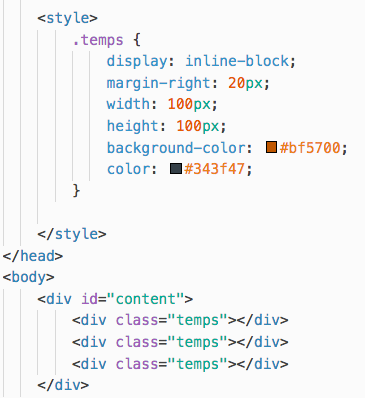 <style>
.temps {
display: inline-block;
margin-right: 20px;
width: 100px;
height: 100px;
background-color: #bf5700;
color: #343f47;
}
</style>
</head>
<body>
<div id="content">
<div class="temps"></div>
<div class="temps"></div>
<div class="temps"></div>
</div>